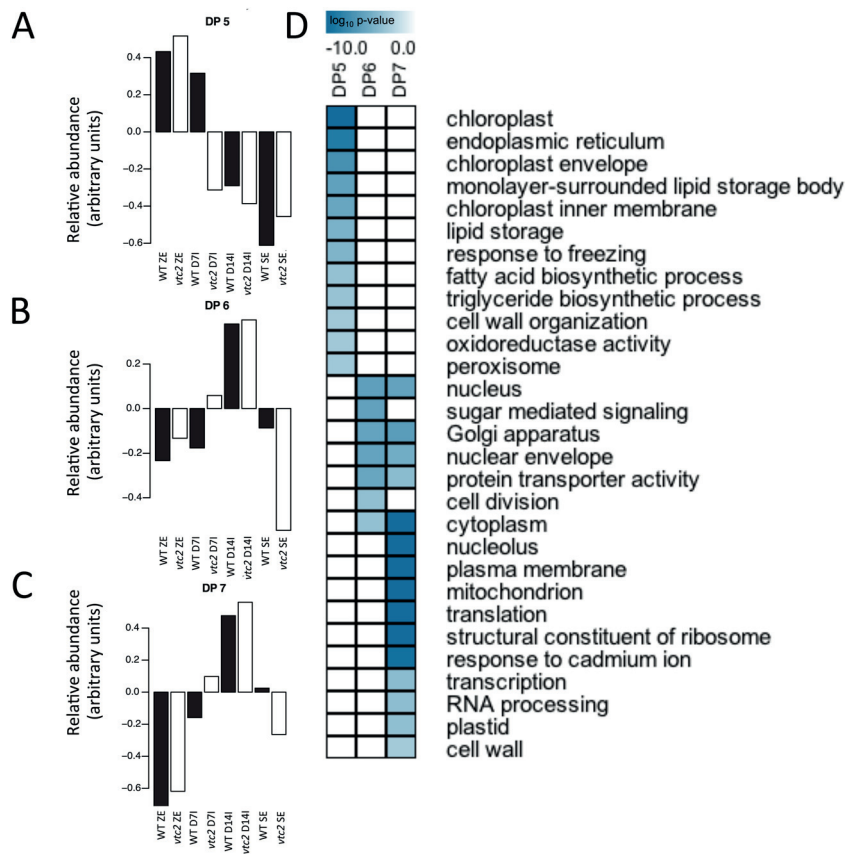 A
DP 5
Relative abundance
(arbitrary units)
0.4
0.2
0.0
−0.2
−0.4
−0.6
WT ZE
vtc2 ZE
WT D7I
vtc2 D7I
WT D14I
vtc2 D14I
WT SE
vtc2 SE
B
DP 6
Relative abundance
(arbitrary units)
0.2
0.0
−0.2
−0.4
WT ZE
vtc2 ZE
WT D7I
vtc2 D7I
WT D14I
vtc2 D14I
WT SE
vtc2 SE
C
DP 7
Relative abundance
(arbitrary units)
0.4
0.2
0.0
−0.2
−0.4
−0.6
WT ZE
vtc2 ZE
WT D7I
vtc2 D7I
WT D14I
vtc2 D14I
WT SE
vtc2 SE
D
log10 p-value
-10.0 0.0
DP5
DP6
DP7
chloroplast
endoplasmic reticulum
chloroplast envelope
monolayer-surrounded lipid storage body
chloroplast inner membrane
lipid storage
response to freezing
fatty acid biosynthetic process
triglyceride biosynthetic process
cell wall organization
oxidoreductase activity
peroxisome
nucleus
sugar mediated signaling
Golgi apparatus
nuclear envelope
protein transporter activity
cell division
cytoplasm
nucleolus
plasma membrane
mitochondrion
translation
structural constituent of ribosome
response to cadmium ion
transcription
RNA processing
plastid
cell wall